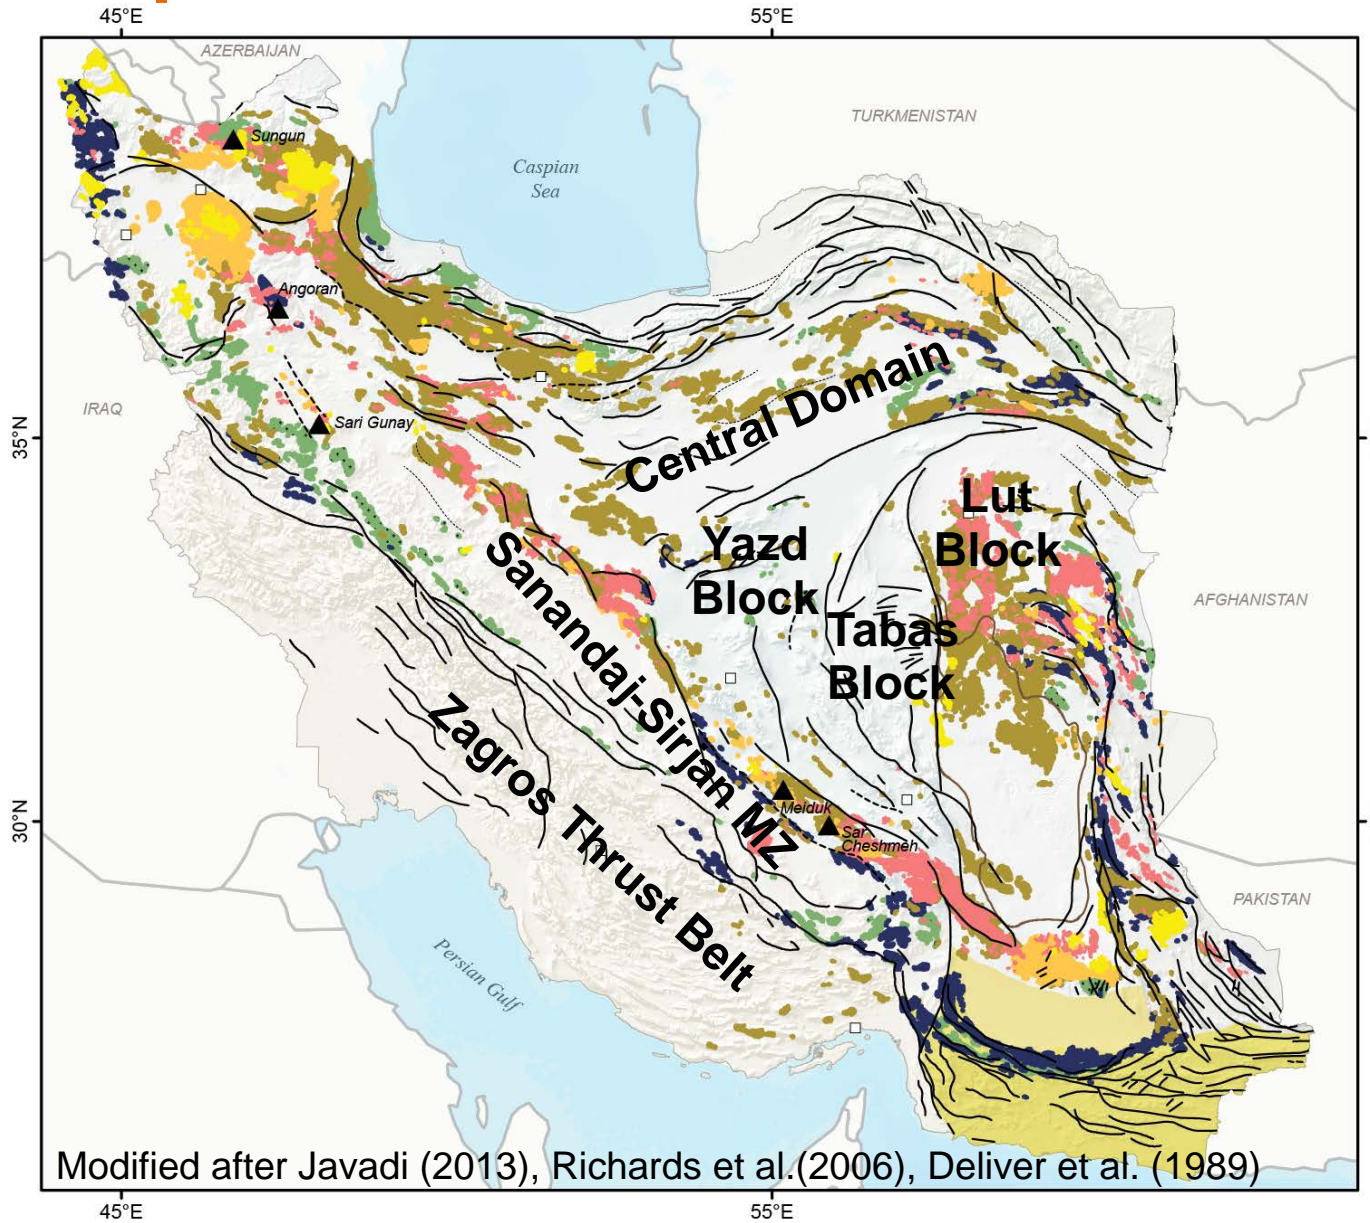 45°E
55°E
AZERBAIJAN
TURKMENISTAN
Sungun
Caspian
Sea
Angoran
Central Domain
IRAQ
Sari Gunay
35°N
Lut
Block
Yazd
Block
Sanandaj-Sirjan MZ
AFGHANISTAN
Tabas
Block
Zagros Thrust Belt
Meiduk
30°N
Sar
Cheshmeh
PAKISTAN
Persian Gulf
Modified after Javadi (2013), Richards et al.(2006), Deliver et al. (1989)
45°E
55°E